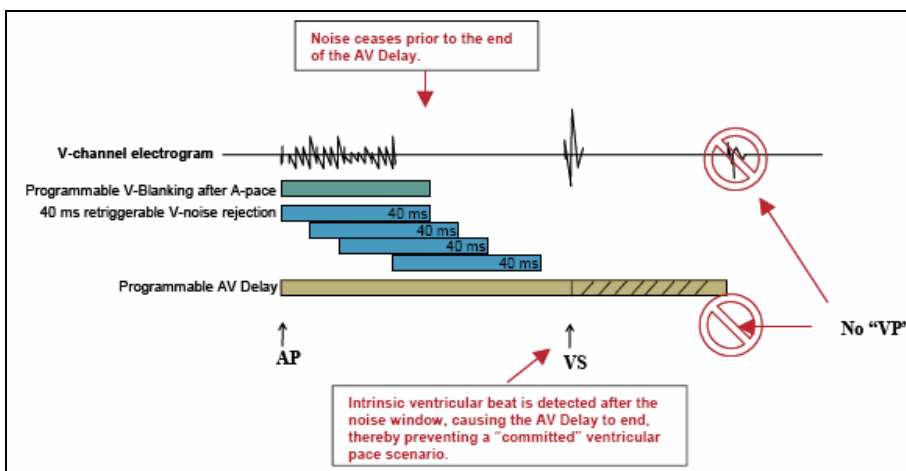 Noise ceases prior to the end
of the AV Delay.
V-channel electrogram
Programmable V-Blanking after A-pace
40 ms retriggerable V-noise rejection
40 ms
40 ms
40 ms
40 ms
Programmable AV Delay
AP
VS
No “VP”
Intrinsic ventricular beat is detected after the
noise window, causing the AV Delay to end,
thereby preventing a “committed” ventricular
pace scenario.